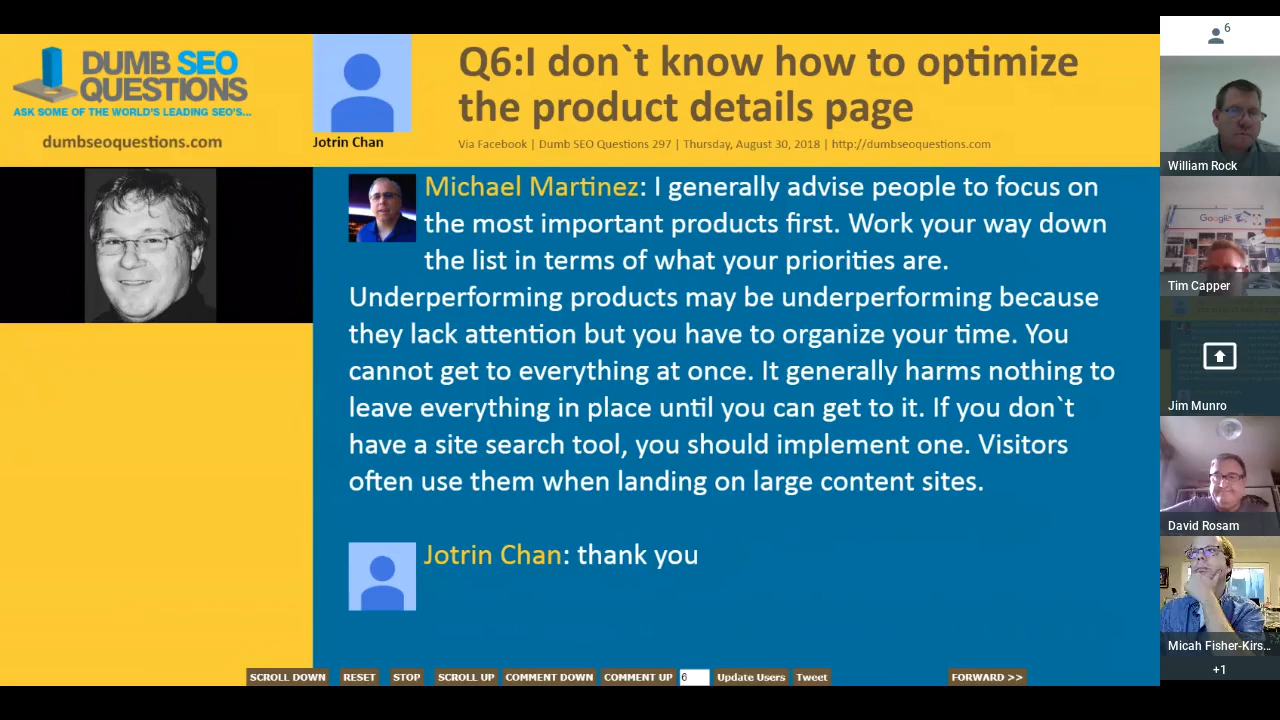 DUMB SEO
QUESTIONS
ASK SOME OF THE WORLD'S LEADING SEO'S...
dumbseoquestions.com
Jotrin Chan
Q6:I don`t know how to optimize
the product details page
Via Facebook | Dumb SEO Questions 297 | Thursday, August 30, 2018 | http://dumbseoquestions.com
Michael Martinez: I generally advise people to focus on
the most important products first. Work your way down
the list in terms of what your priorities are.
Underperforming products may be underperforming because
they lack attention but you have to organize your time. You
cannot get to everything at once. It generally harms nothing to
leave everything in place until you can get to it. If you don`t
have a site search tool, you should implement one. Visitors
often use them when landing on large content sites.
Jotrin Chan: thank you
SCROLL DOWN RESET STOP SCROLL UP COMMENT DOWN COMMENT UP 6 Update Users Tweet FORWARD >>
6
William Rock
Google
Tim Capper
Jim Munro
David Rosam
Micah Fisher-Kirs...
+1